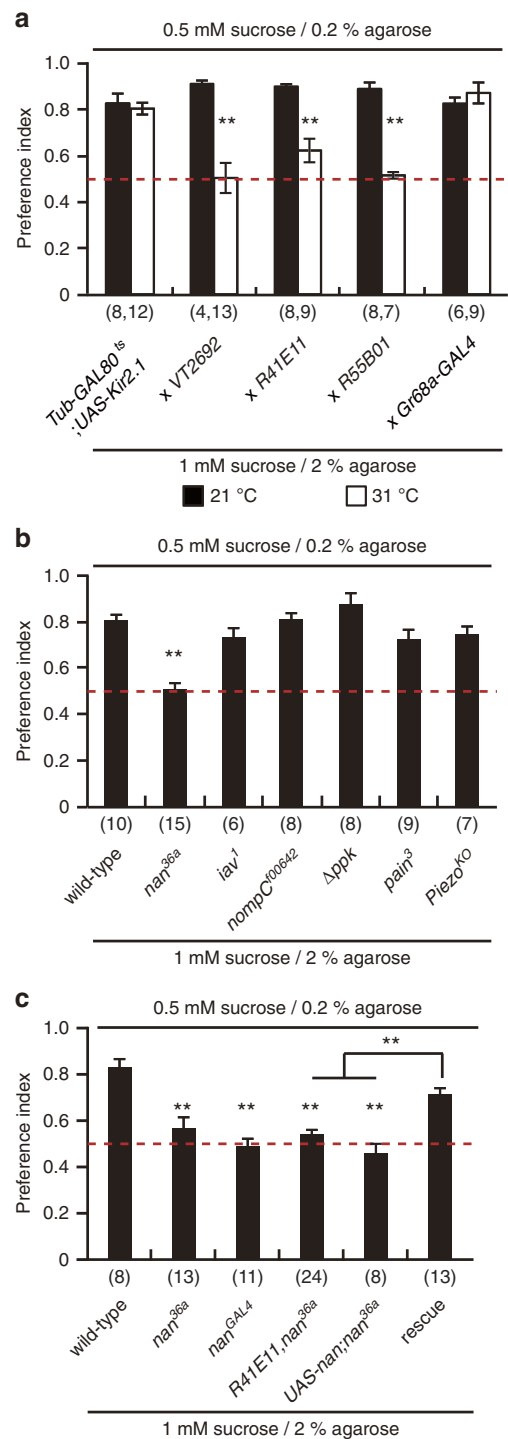 a
0.5 mM sucrose / 0.2 % agarose
Preference index
1.0
0.8
0.6
0.4
0.2
0
** ** **
(8,12) (4,13) (8,9) (8,7) (6,9)
Tub-GAL80 ts
;UAS-Kir2.1
x VT2692
x R41E11
x R55B01
x Gr68a-GAL4
1 mM sucrose / 2 % agarose
21 °C 31 °C
b
0.5 mM sucrose / 0.2 % agarose
Preference index
1.0
0.8
0.6
0.4
0.2
0
**
(10) (15) (6) (8) (8) (9) (7)
wild-type
nan36a
iav1
nompCf00642
Δppk
pain3
PiezoKO
1 mM sucrose / 2 % agarose
c
0.5 mM sucrose / 0.2 % agarose
Preference index
1.0
0.8
0.6
0.4
0.2
0
**
** ** ** **
(8) (13) (11) (24) (8) (13)
wild-type
nan36a
nanGAL4
R41E11,nan36a
UAS-nan;nan36a
rescue
1 mM sucrose / 2 % agarose